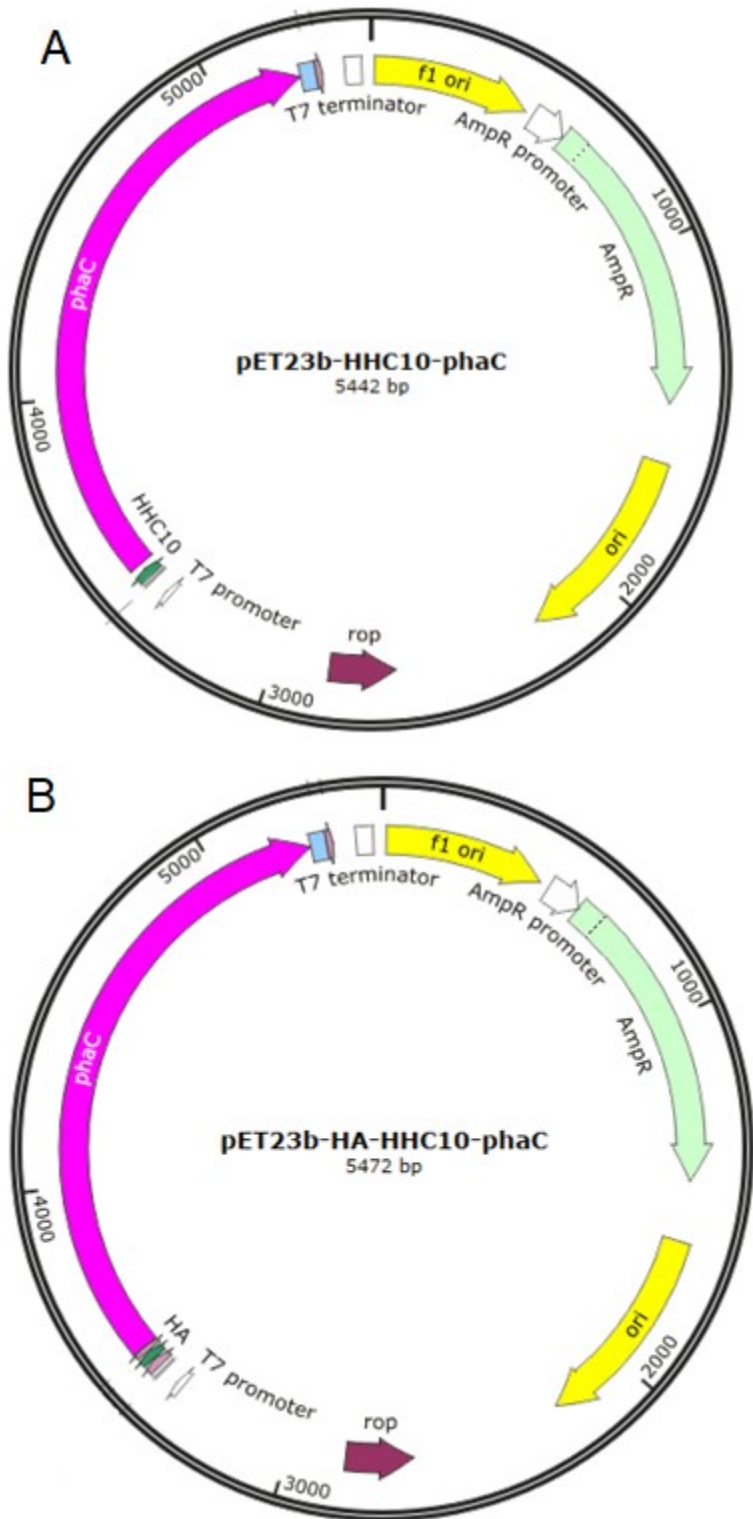 A
5000
T7 terminator
f1 ori
AmpR promoter
1000
AmpR
phaC
pET23b-HHC10-phaC
5442 bp
4000
HHC10
T7 promoter
ori
2000
rop
3000
B
5000
T7 terminator
f1 ori
AmpR promoter
1000
AmpR
phaC
pET23b-HA-HHC10-phaC
5472 bp
4000
HA
T7 promoter
ori
2000
rop
3000